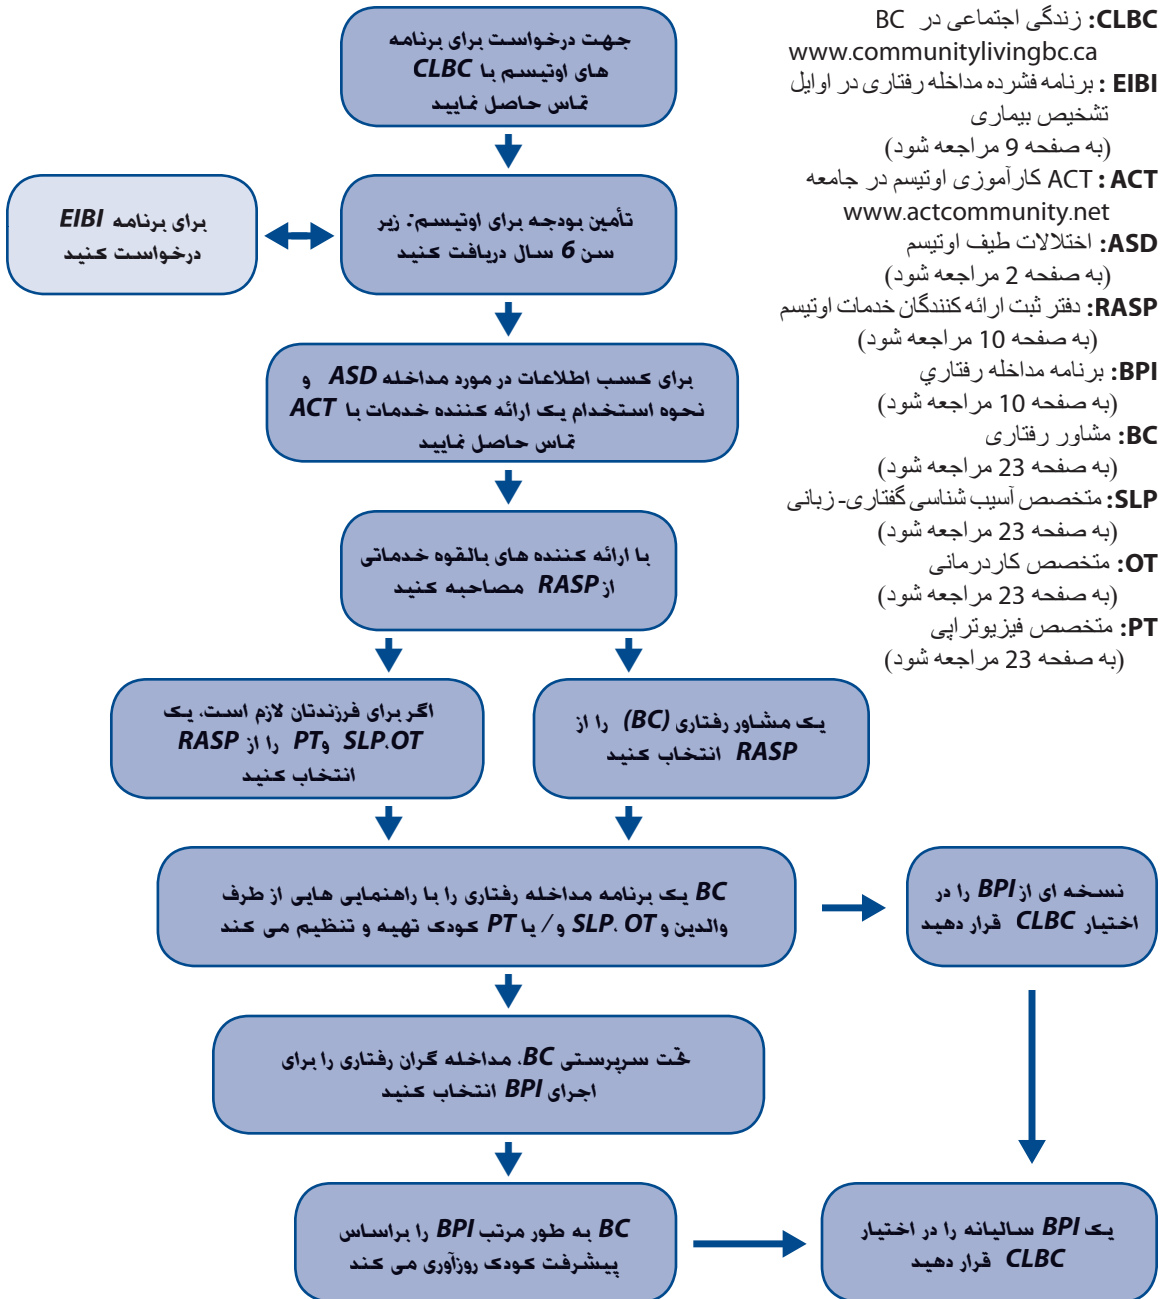 جهت درخواست برای برنامه
های اوتیسم با CLBC
تماس حاصل نمایید
برای برنامه EIBI
درخواست کنید
تأمین بودجه برای اوتیسم: زیر
سن 6 سال دریافت کنید
برای کسب اطلاعات در مورد مداخله ASD و
نحوه استخدام یک ارائه کننده خدمات با ACT
تماس حاصل نمایید
با ارائه کننده های بالقوه خدماتی
از RASP مصاحبه کنید
یک مشاور رفتاری (BC) را از
RASP انتخاب کنید
اگر برای فرزندتان لازم است، یک
SLP،OT وPT را از RASP
انتخاب کنید
BC یک برنامه مداخله رفتاری را با راهنمایی هایی از طرف
والدین و SLP، OT و/ یا PT کودک تهیه و تنظیم می کند
نسخه ای از BPI را در
اختیار CLBC قرار دهید
تحت سرپرستی BC، مداخله گران رفتاری را برای
اجرای BPI انتخاب کنید
BC به طور مرتب BPI را براساس
پیشرفت کودک روزآوری می کند
یک BPI سالیانه را در اختیار
CLBC قرار دهید
CLBC: زندگی اجتماعی در BC
www.communitylivingbc.ca
EIBI : برنامه فشرده مداخله رفتاری در اوایل
تشخیص بیماری
(به صفحه 9 مراجعه شود)
ACT : ACT کارآموزی اوتیسم در جامعه
www.actcommunity.net
ASD: اختلالات طیف اوتیسم
(به صفحه 2 مراجعه شود)
RASP: دفتر ثبت ارائه کنندگان خدمات اوتیسم
(به صفحه 10 مراجعه شود)
BPI: برنامه مداخله رفتاري
(به صفحه 10 مراجعه شود)
BC: مشاور رفتاری
(به صفحه 23 مراجعه شود)
SLP: متخصص آسیب شناسی گفتاری- زبانی
(به صفحه 23 مراجعه شود)
OT: متخصص کاردرمانی
(به صفحه 23 مراجعه شود)
PT: متخصص فیزیوتراپی
(به صفحه 23 مراجعه شود)